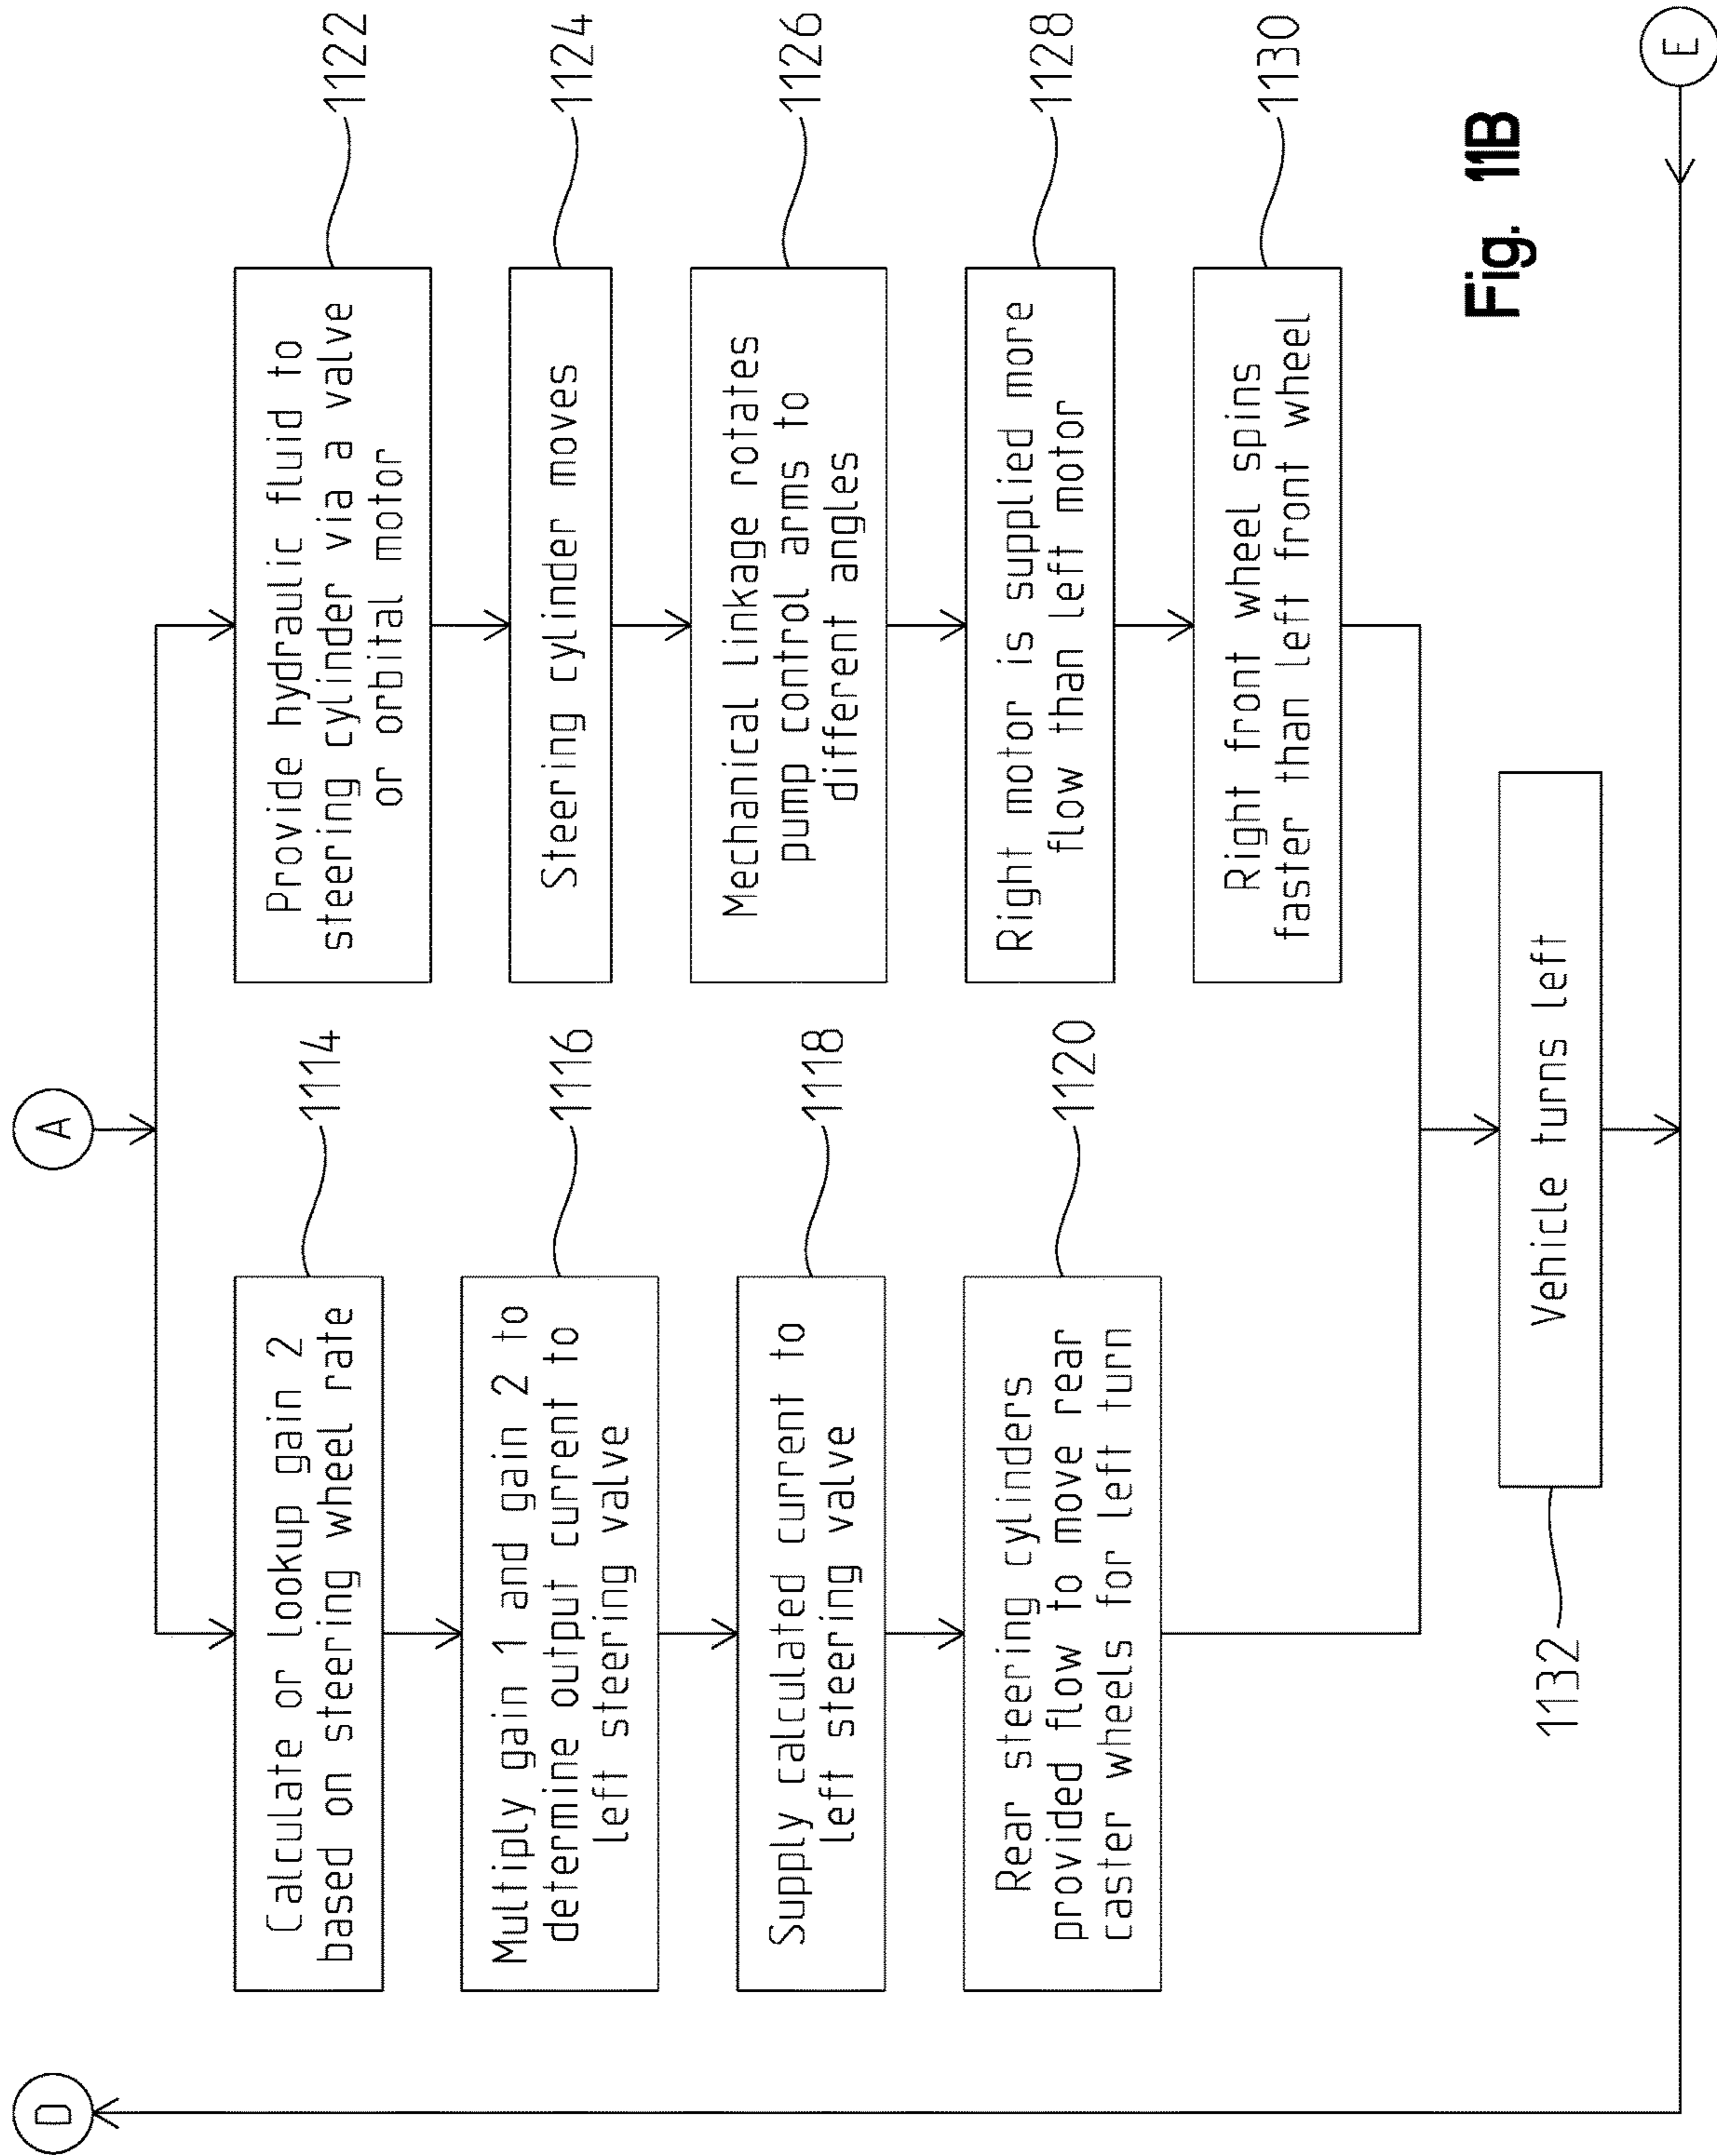 D
A
1114
Calculate or lookup gain 2
based on steering wheel rate
1116
Multiply gain 1 and gain 2 to
determine output current to
left steering valve
1118
Supply calculated current to
left steering valve
1120
Rear steering cylinders
provided flow to move rear
caster wheels for left turn
1122
Provide hydraulic fluid to
steering cylinder via a valve
or orbital motor
1124
Steering cylinder moves
1126
Mechanical linkage rotates
pump control arms to
different angles
1128
Right motor is supplied more
flow than left motor
1130
Right front wheel spins
faster than left front wheel
1132
Vehicle turns left
E
Fig. 11B